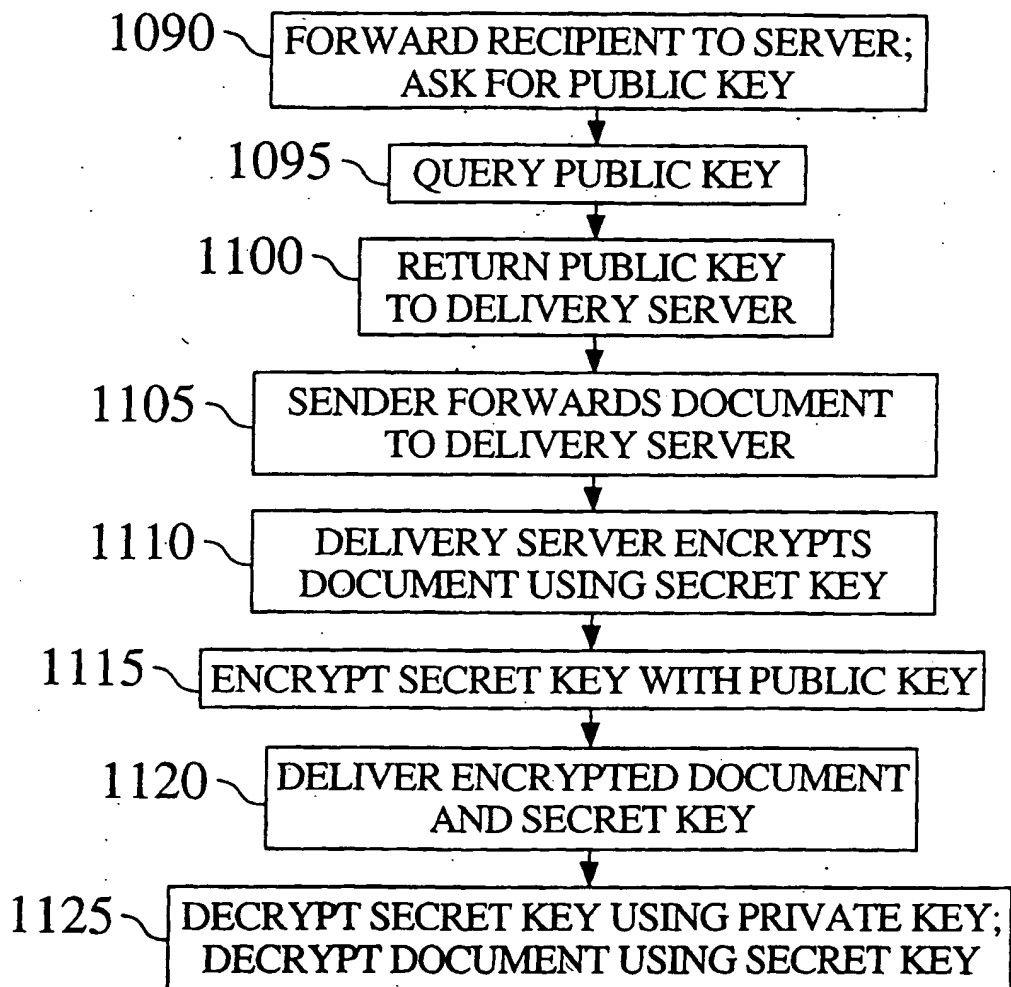 1090
FORWARD RECIPIENT TO SERVER;
ASK FOR PUBLIC KEY
1095
QUERY PUBLIC KEY
1100
RETURN PUBLIC KEY
TO DELIVERY SERVER
1105
SENDER FORWARDS DOCUMENT
TO DELIVERY SERVER
1110
DELIVERY SERVER ENCRYPTS
DOCUMENT USING SECRET KEY
1115
ENCRYPT SECRET KEY WITH PUBLIC KEY
1120
DELIVER ENCRYPTED DOCUMENT
AND SECRET KEY
1125
DECRYPT SECRET KEY USING PRIVATE KEY;
DECRYPT DOCUMENT USING SECRET KEY